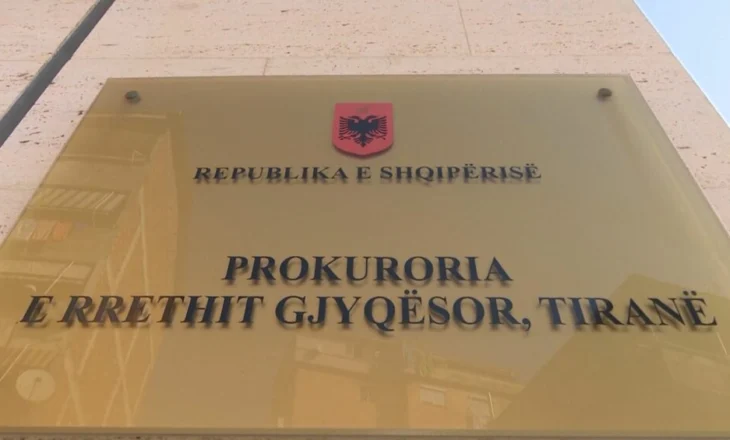 REPUBLIKA E SHQIPËRISË
PROKURORIA
E RRETHIT GJYQËSOR, TIRANË